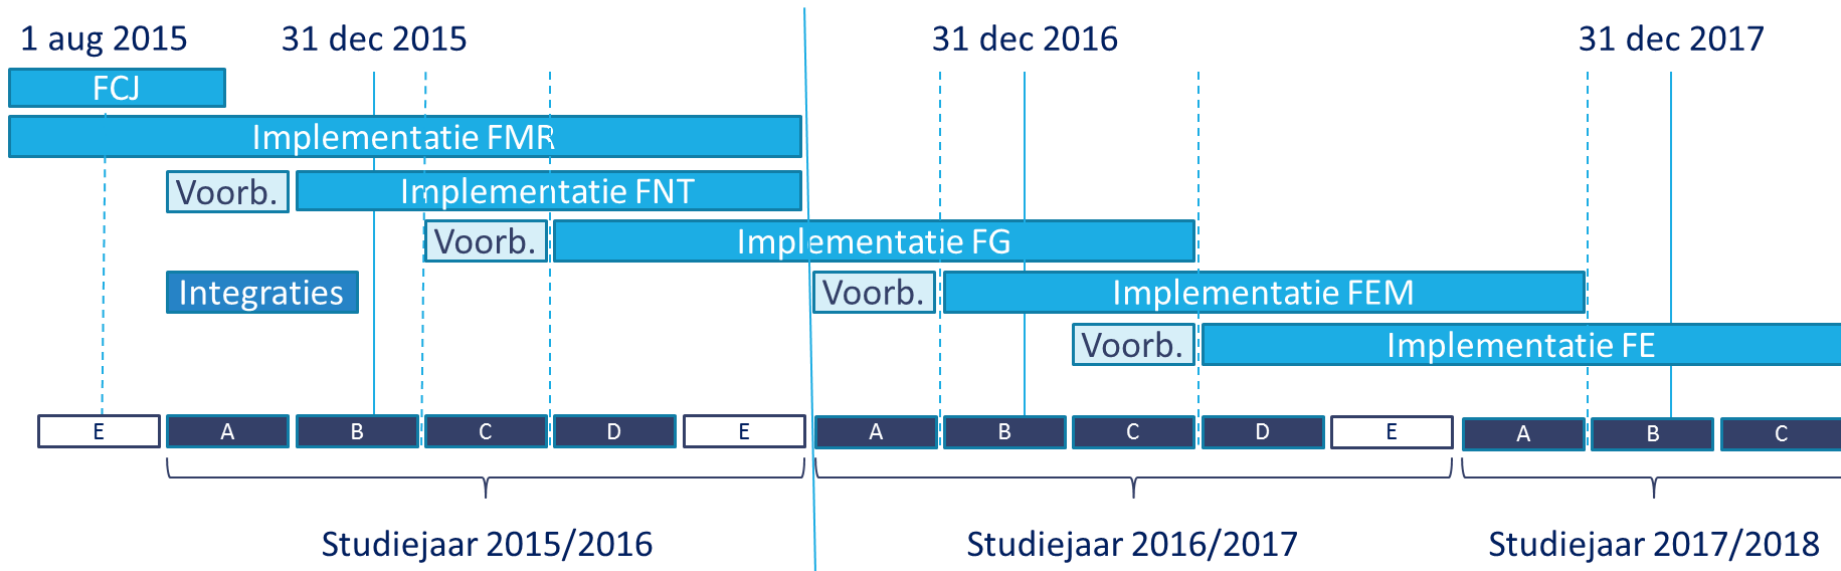 1 aug 2015 31 dec 2015 31 dec 2016 31 dec 2017
FCJ
Implementatie FMR
Voorb. Implementatie FNT
Voorb. Implementatie FG
Integraties Voorb. Implementatie FEM
Voorb. Implementatie FE
E A B C D E A B C D E A B C
Studiejaar 2015/2016 Studiejaar 2016/2017 Studiejaar 2017/2018